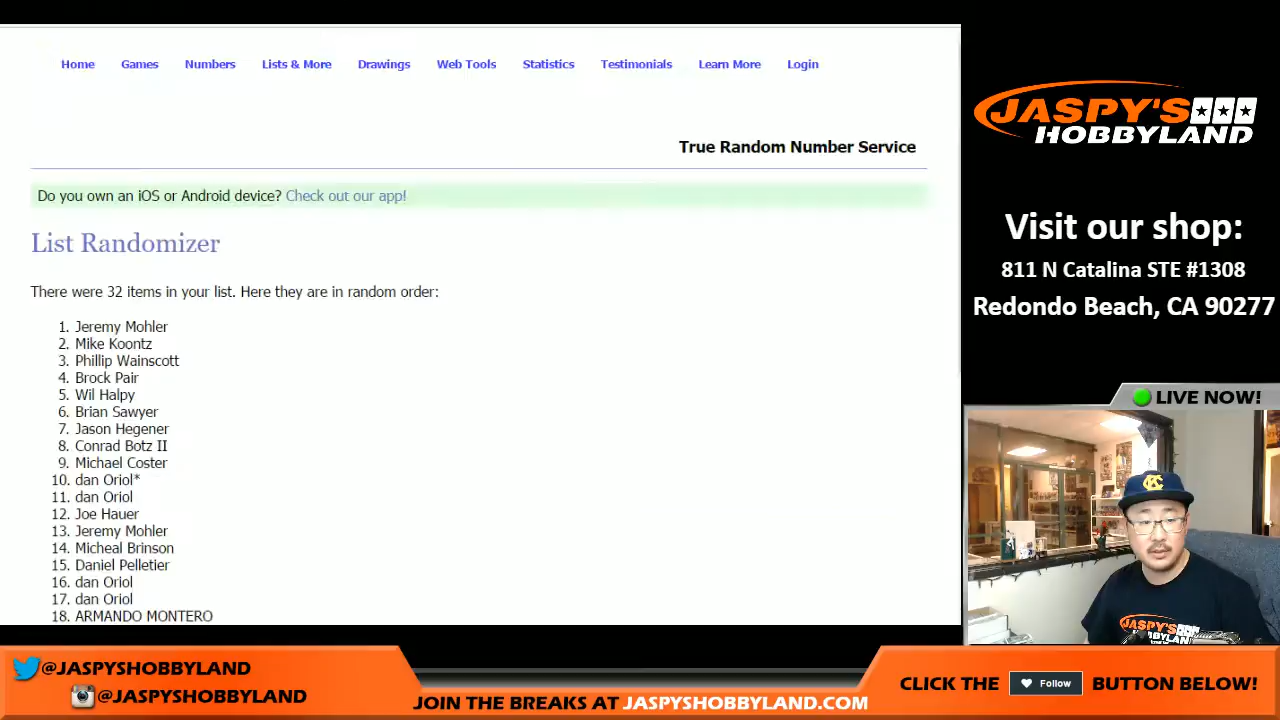 Home Games Numbers Lists & More Drawings Web Tools Statistics Testimonials Learn More Login
True Random Number Service
Do you own an iOS or Android device? Check out our app!
List Randomizer
There were 32 items in your list. Here they are in random order:
1. Jeremy Mohler
2. Mike Koontz
3. Phillip Wainscott
4. Brock Pair
5. Wil Halpy
6. Brian Sawyer
7. Jason Hegener
8. Conrad Botz II
9. Michael Coster
10. dan Oriol*
11. dan Oriol
12. Joe Hauer
13. Jeremy Mohler
14. Micheal Brinson
15. Daniel Pelletier
16. dan Oriol
17. dan Oriol
18. ARMANDO MONTERO
JASPY'S
HOBBYLAND
Visit our shop:
811 N Catalina STE #1308
Redondo Beach, CA 90277
LIVE NOW!
JASPY'S
HOBBYLAND
@JASPYSHOBBYLAND
@JASPYSHOBBYLAND
JOIN THE BREAKS AT JASPYSHOBBYLAND.COM
CLICK THE Follow BUTTON BELOW!